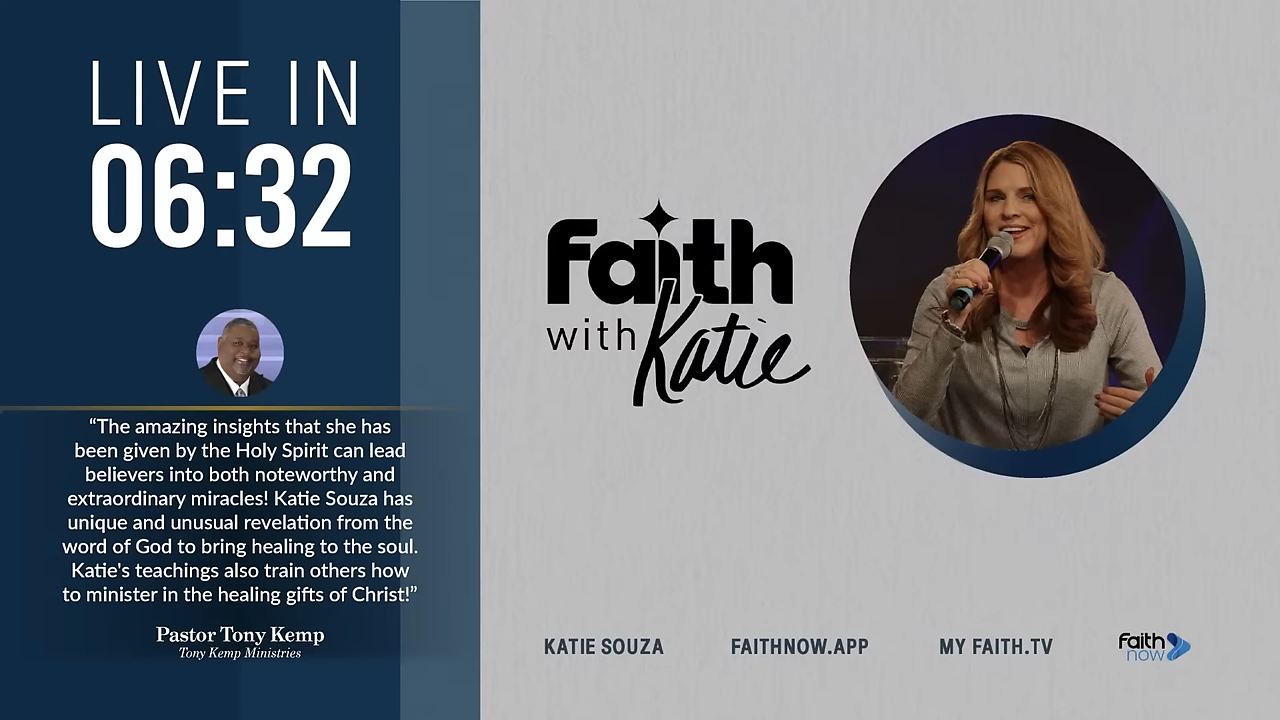 LIVE IN
06:32
“The amazing insights that she has
been given by the Holy Spirit can lead
believers into both noteworthy and
extraordinary miracles! Katie Souza has
unique and unusual revelation from the
word of God to bring healing to the soul.
Katie's teachings also train others how
to minister in the healing gifts of Christ!”
Pastor Tony Kemp
Tony Kemp Ministries
faith
with Katie
KATIE SOUZA
FAITHNOW.APP
MY FAITH.TV
Faith
now